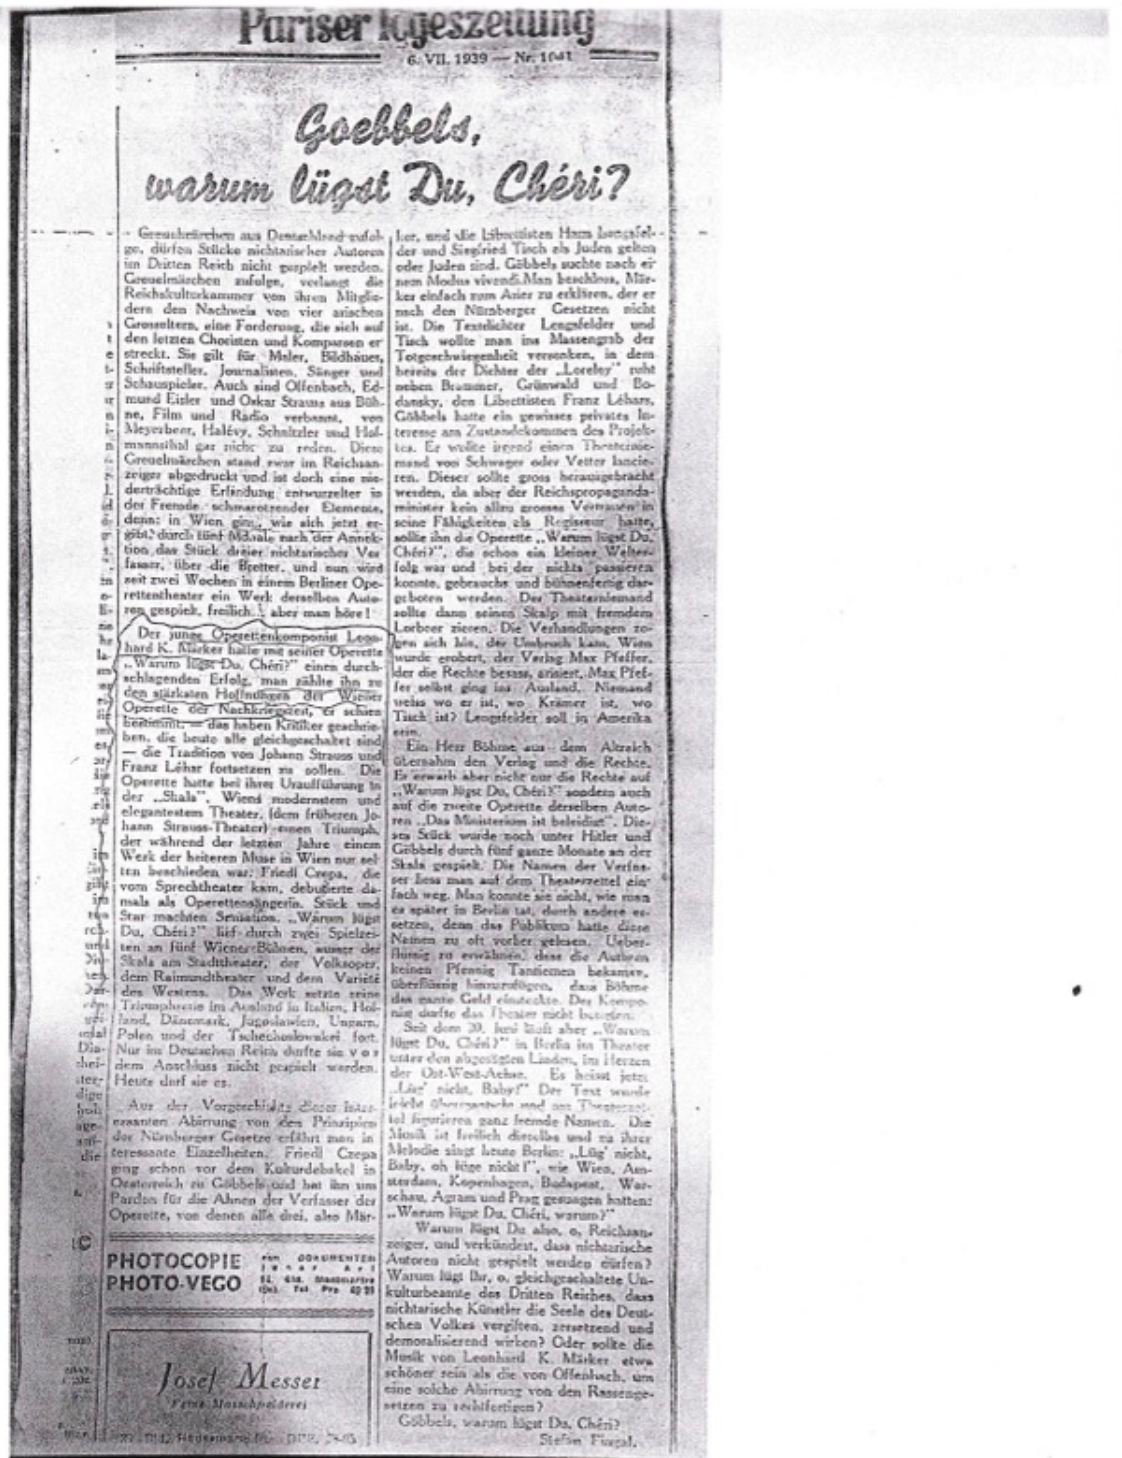 Pariser Tageszeitung
6. VII. 1939 — Nr.
Goebbels,
warum lügst Du, Chéri?
Greuelmärchen aus Deutschland zufol-
ge, dürfen Stücke nichtarischer Autoren
im Dritten Reich nicht gespielt werden.
Greuelmärchen zufolge, verlangt die
Reichskulturkammer von ihren Mitglie-
dern den Nachweis von vier arischen
Grosseltern, eine Forderung, die sich auf
den letzten Choristen und Komparsen er
streckt. Sie gilt für Maler, Bildhauer,
Schriftsteller, Journalisten, Sänger und
Schauspieler. Auch sind Offenbach, Ed-
mund Eisler und Oskar Straus aus Büh-
ne, Film und Radio verbannt, von
Meyerbeer, Halévy, Schnitzler und Hof-
mannsthal gar nicht zu reden. Diese
Greuelmärchen stand zwar im Reichsan-
zeiger abgedruckt und ist doch eine nie-
derträchtige Erfindung entwurzelter in
der Fremde schmarotzender Elemente,
denn: in Wien ging, wie sich jetzt er-
gibt, durch fünf Monate nach der Annek-
tion das Stück dreier nichtarischer Ver
fasser, über die Bretter, und nun wird
seit zwei Wochen in einem Berliner Ope-
rettentheater ein Werk derselben Auto-
ren gespielt, freilich... aber man höre!
Der junge Operettenkomponist Leon-
hard K. Märker hatte mit seiner Operette
„Warum lügst Du, Chéri?" einen durch-
schlagenden Erfolg, man zählte ihn zu
den stärksten Hoffnungen der Wiener
Operette der Nachkriegszeit, er schien
bestimmt, — das haben Kritiker geschrie-
ben, die heute alle gleichgeschaltet sind
— die Tradition von Johann Strauss und
Franz Léhar fortsetzen zu sollen. Die
Operette hatte bei ihrer Uraufführung in
der „Skala", Wiens modernstem und
elegantestem Theater, (dem früheren Jo-
hann Strauss-Theater) einen Triumph,
der während der letzten Jahre einem
Werk der heiteren Muse in Wien nur sel-
ten beschieden war. Friedl Czepa, die
vom Sprechtheater kam, debutierte da-
mals als Operettensängerin. Stück und
Star machten Sensation. „Warum lügst
Du, Chéri?" lief durch zwei Spielzei-
ten an fünf Wiener Bühnen, ausser der
Skala am Stadttheater, der Volksoper,
dem Raimundtheater und dem Varieté
des Westens. Das Werk setzte seine
Triumphreise im Ausland in Italien, Hol-
land, Dänemark, Jugoslawien, Ungarn,
Polen und der Tschechoslowakei fort.
Nur im Deutschen Reich durfte sie vor
dem Anschluss nicht gespielt werden.
Heute darf sie es.
Aus der Vorgeschichte dieser inter-
essanten Abirrung von den Prinzipien
der Nürnberger Gesetze erfährt man in
teressante Einzelheiten. Friedl Czepa
ging schon vor dem Kulturdebakel in
Oesterreich zu Göbbels und bat ihn um
Pardon für die Ahnen der Verfasser der
Operette, von denen alle drei, also Mär-
PHOTOCOPIE
PHOTO-VEGO
von DOKUMENTEN
jener Art
Josef Messer
Feine Massschneiderei
ker, und die Librettisten Hans Lengsfel-
der und Siegfried Tisch als Juden gelten
oder Juden sind. Göbbels suchte nach ei-
nem Modus vivendi. Man beschloss, Mär-
ker einfach zum Arier zu erklären, der er
nach den Nürnberger Gesetzen nicht
ist. Die Textdichter Lengsfelder und
Tisch wollte man ins Massengrab der
Totgeschwiegenheit versenken, in dem
bereits der Dichter der „Loreley" ruht
neben Brammer, Grünwald und Bo-
dansky, den Librettisten Franz Léhars.
Göbbels hatte ein gewisses privates In-
teresse am Zustandekommen des Projek-
tes. Er wollte irgend einen Theaternie-
mand von Schwager oder Vetter lancie-
ren. Dieser sollte gross herausgebracht
werden, da aber der Reichspropaganda-
minister kein allzu grosses Vertrauen in
seine Fähigkeiten als Regisseur hatte,
sollte ihn die Operette „Warum lügst Du,
Chéri?", die schon ein kleiner Welter-
folg war und bei der nichts passieren
konnte, gebrauchs und bühnenfertig dar-
geboten werden. Der Theaterniemand
sollte dann seinen Skalp mit fremdem
Lorbeer zieren. Die Verhandlungen zo-
gen sich hin, der Umbruch kam, Wien
wurde erobert, der Verlag Max Pfeffer,
der die Rechte besass, arisiert, Max Pfef-
fer selbst ging ins Ausland. Niemand
weiss wo er ist, wo Krämer ist, wo
Tisch ist? Lengsfelder soll in Amerika
sein.
Ein Herr Böhme aus dem Altreich
übernahm den Verlag und die Rechte.
Er erwarb aber nicht nur die Rechte auf
„Warum lügst Du, Chéri?" sondern auch
auf die zweite Operette derselben Auto-
ren „Das Ministerium ist beleidigt". Die-
ses Stück wurde noch unter Hitler und
Göbbels durch fünf ganze Monate an der
Skala gespielt. Die Namen der Verfas-
ser liess man auf dem Theaterzettel ein-
fach weg. Man konnte sie nicht, wie man
es später in Berlin tat, durch andere er-
setzen, denn das Publikum hatte diese
Namen zu oft vorher gelesen. Ueber-
flüssig zu erwähnen, dass die Autoren
keinen Pfennig Tantiemen bekamen,
überflüssig hinzuzufügen, dass Böhme
das ganze Geld einsteckte. Der Kompo-
nist durfte das Theater nicht betreten.
Seit dem 20. Juni läuft aber „Warum
lügst Du, Chéri?" in Berlin im Theater
unter den abgesägten Linden, im Herzen
der Ost-West-Achse. Es heisst jetzt
„Lüg' nicht, Baby!" Der Text wurde
leicht und am Theaterzet-
tel figurieren ganz fremde Namen. Die
Musik ist freilich dieselbe und zu ihrer
Melodie singt heute Berlin: „Lüg' nicht,
Baby, oh lüge nicht!", wie Wien, Am-
sterdam, Kopenhagen, Budapest, War-
schau, Agram und Prag gesungen hatten:
„Warum lügst Du, Chéri, warum?"
Warum lügst Du also, o, Reichsan-
zeiger, und verkündest, dass nichtarische
Autoren nicht gespielt werden dürfen?
Warum lügt Ihr, o, gleichgeschaltete Un-
kulturbeamte des Dritten Reiches, dass
nichtarische Künstler die Seele des Deut-
schen Volkes vergiften, zersetzend und
demoralisierend wirken? Oder sollte die
Musik von Leonhard K. Märker etwa
schöner sein als die von Offenbach, um
eine solche Abirrung von den Rassenge-
setzen zu rechtfertigen?
Göbbels, warum lügst Du, Chéri?
Stefan